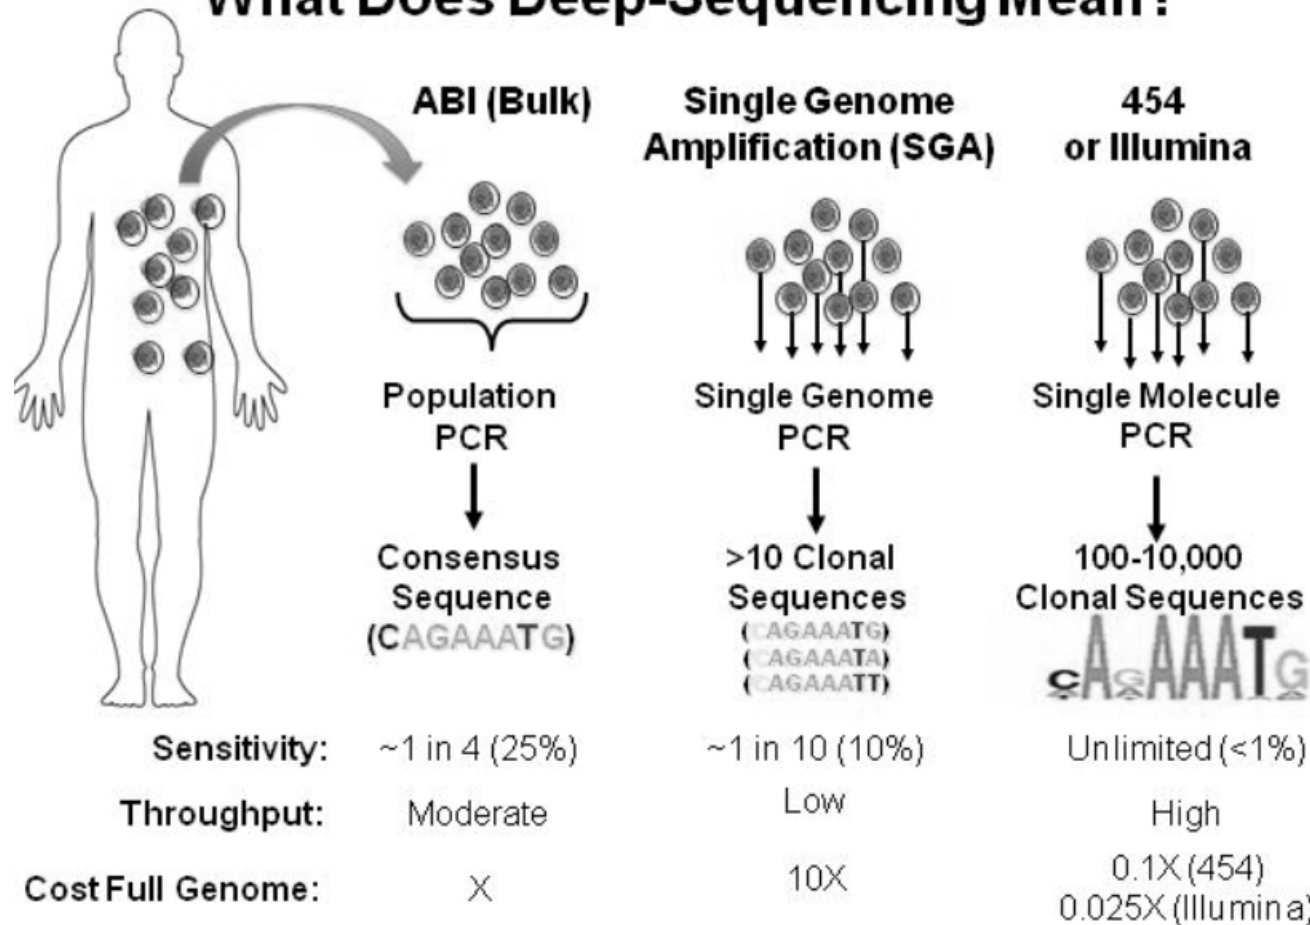 What Does Deep-Sequencing Mean?
ABI (Bulk)
Single Genome
Amplification (SGA)
454
or Illumina
Population
PCR
Single Genome
PCR
Single Molecule
PCR
Consensus
Sequence
(CAGAAATG)
>10 Clonal
Sequences
(CAGAAATG)
(CAGAAATA)
(CAGAAATT)
100-10,000
Clonal Sequences
CAGAAATG
Sensitivity:
~1 in 4 (25%)
~1 in 10 (10%)
Unlimited (<1%)
Throughput:
Moderate
Low
High
Cost Full Genome:
X
10X
0.1X (454)
0.025X (Illumina)